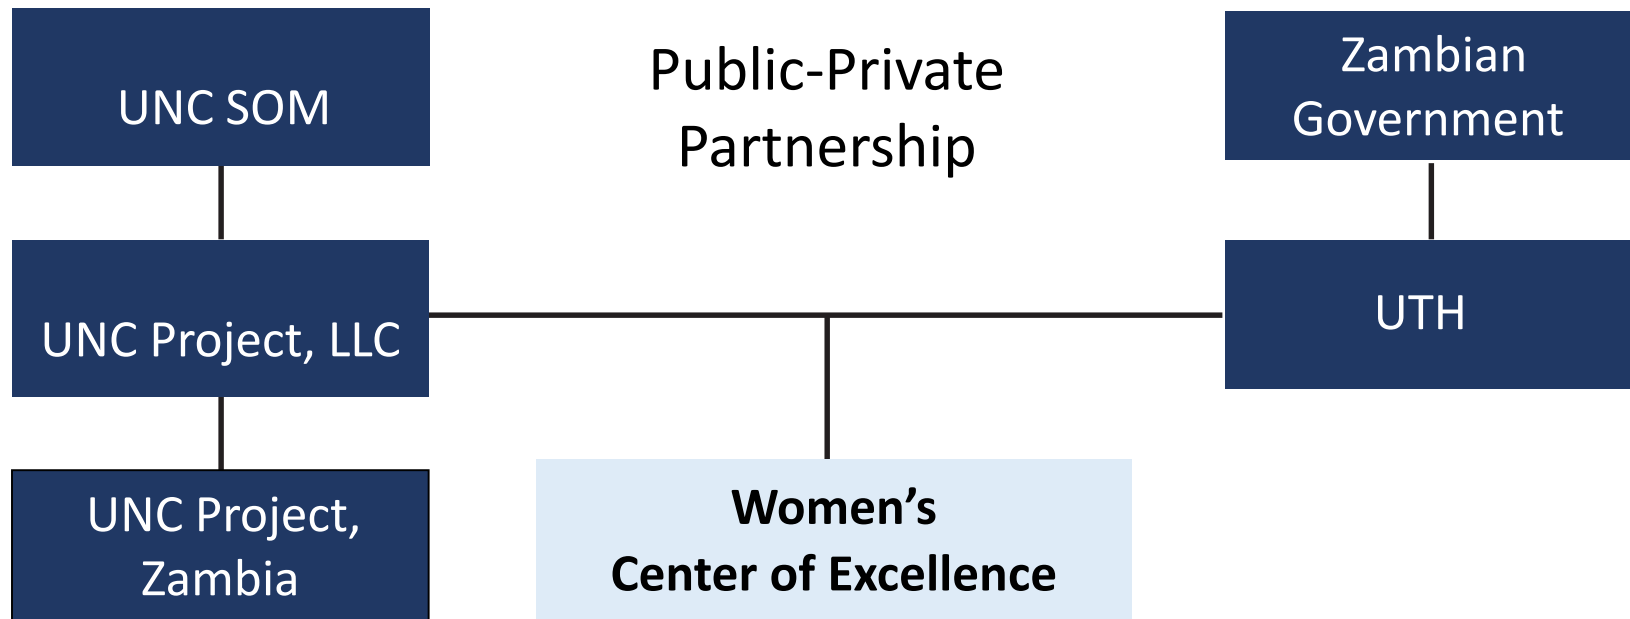 UNC SOM
Public-Private
Partnership
Zambian
Government
UNC Project, LLC
UTH
UNC Project,
Zambia
Women’s
Center of Excellence